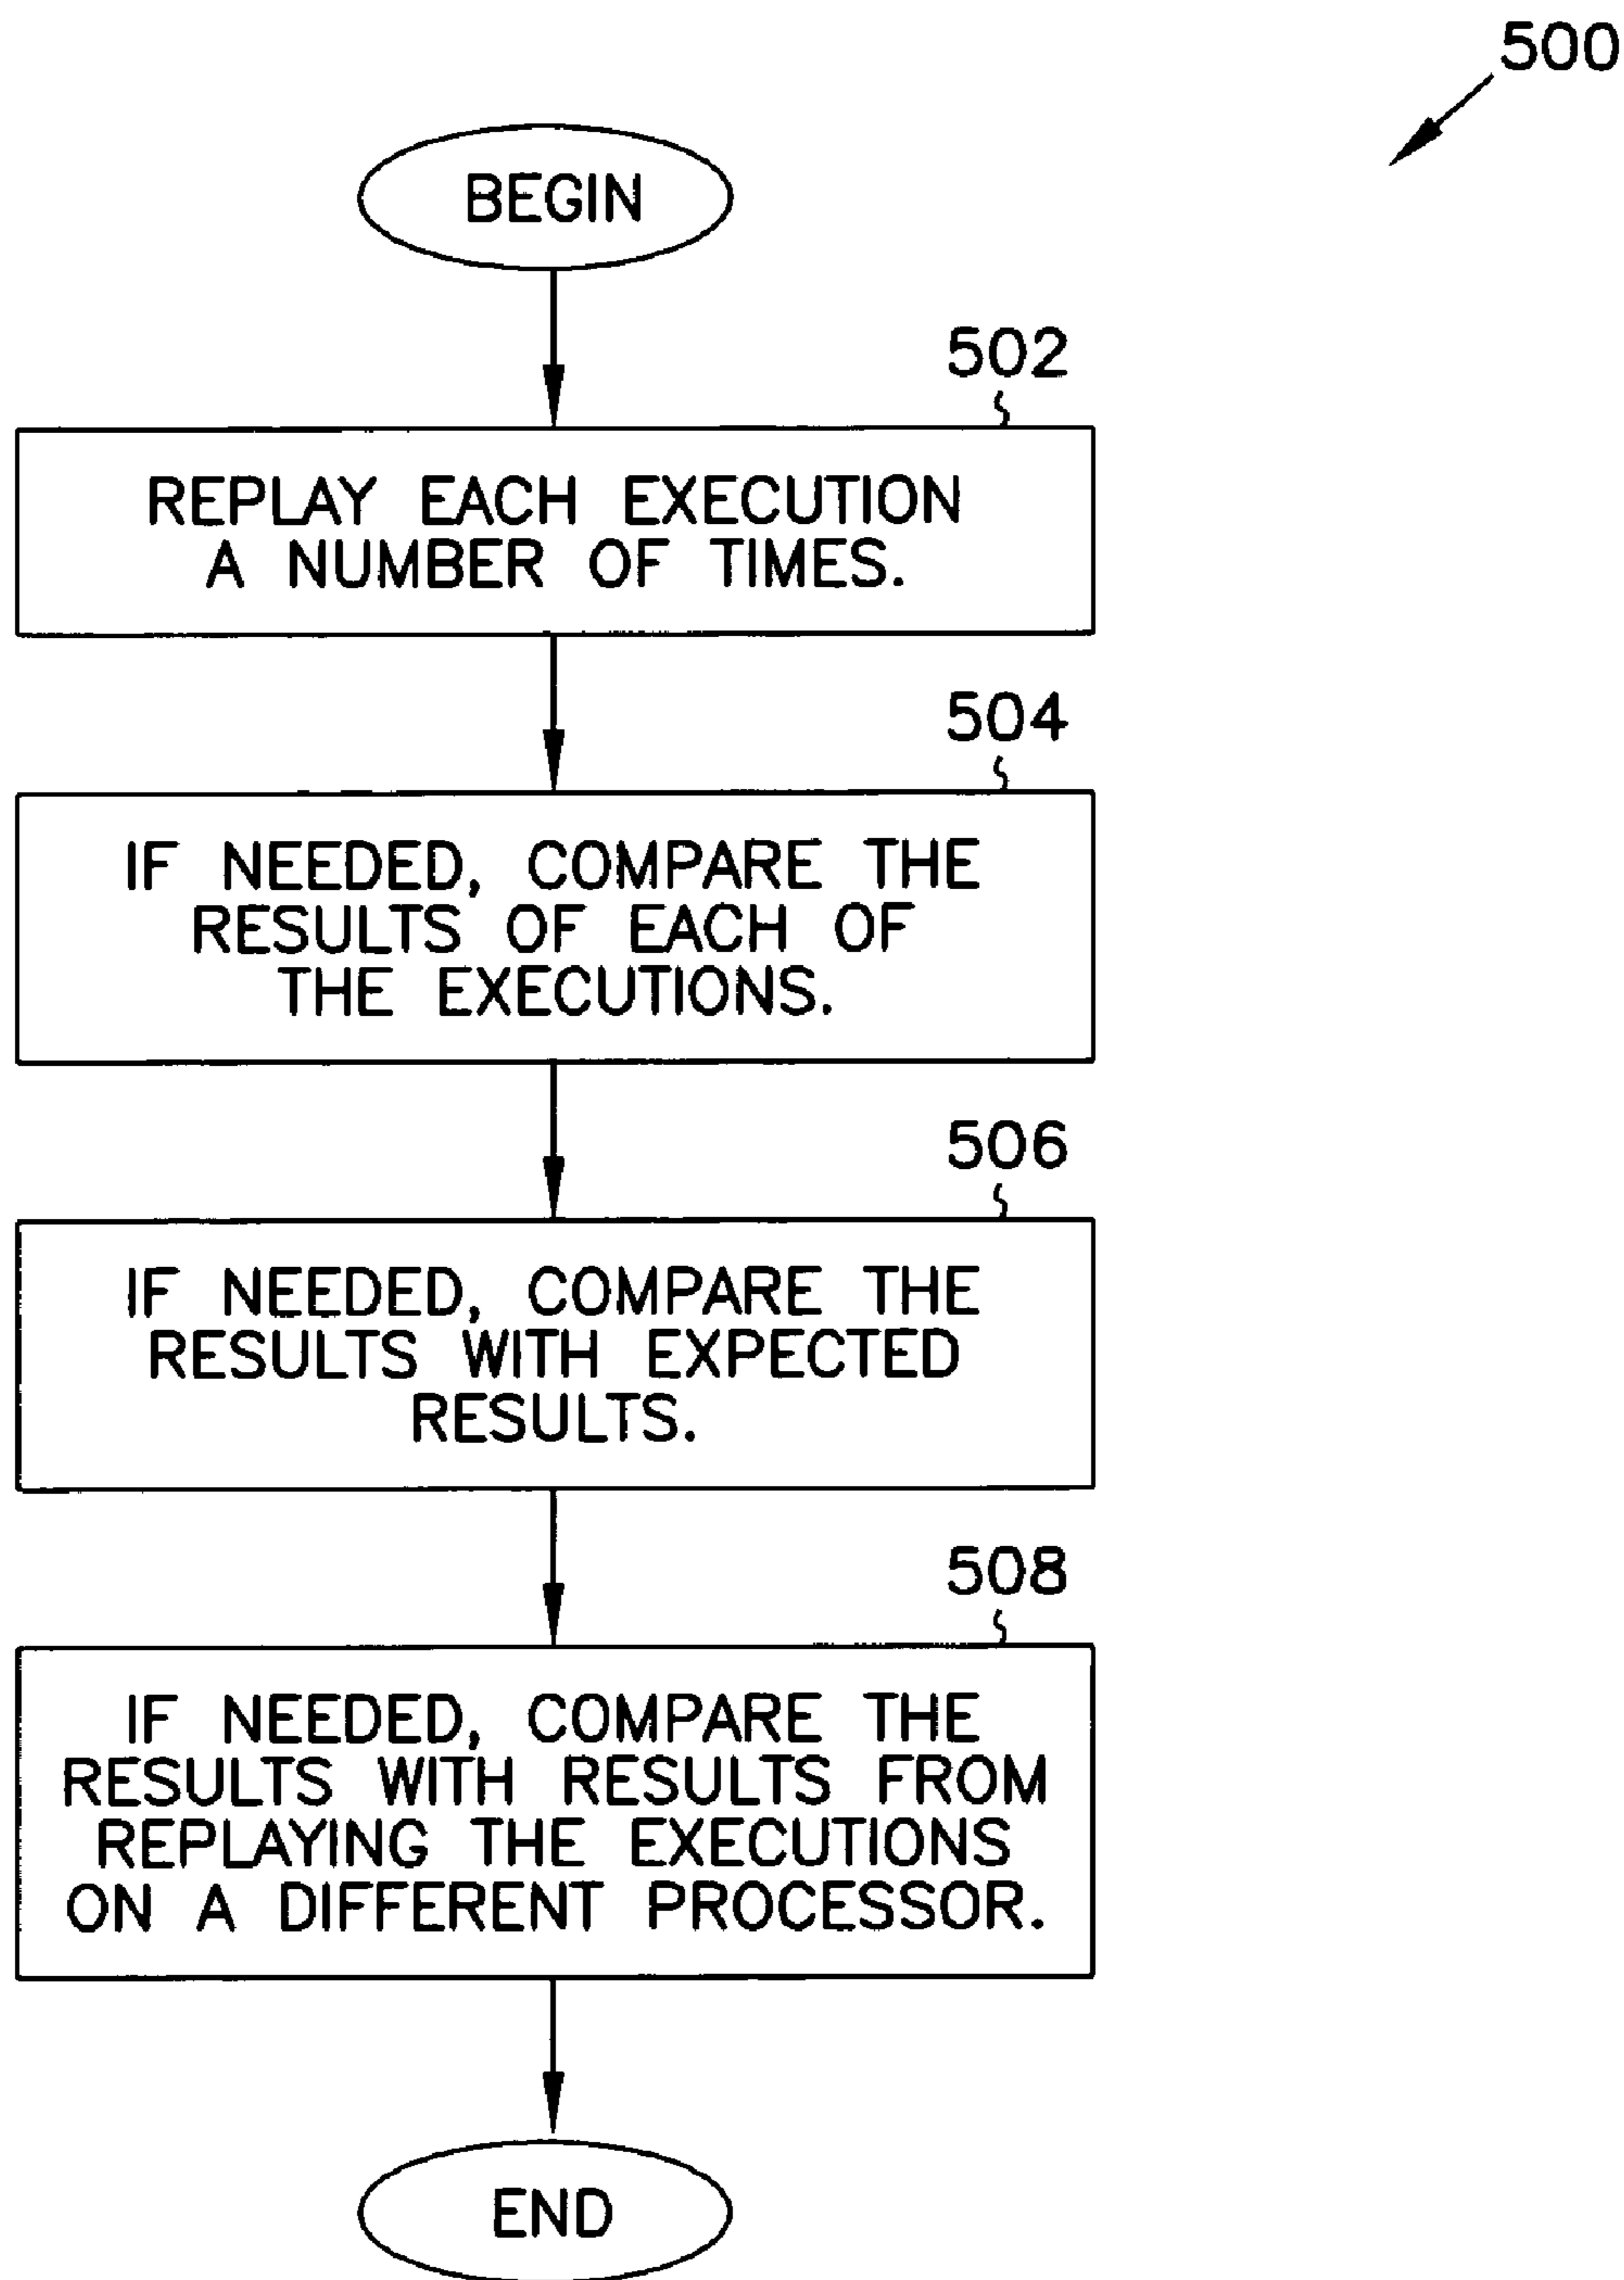 500
BEGIN
502
REPLAY EACH EXECUTION
A NUMBER OF TIMES.
504
IF NEEDED, COMPARE THE
RESULTS OF EACH OF
THE EXECUTIONS.
506
IF NEEDED, COMPARE THE
RESULTS WITH EXPECTED
RESULTS.
508
IF NEEDED, COMPARE THE
RESULTS WITH RESULTS FROM
REPLAYING THE EXECUTIONS
ON A DIFFERENT PROCESSOR.
END